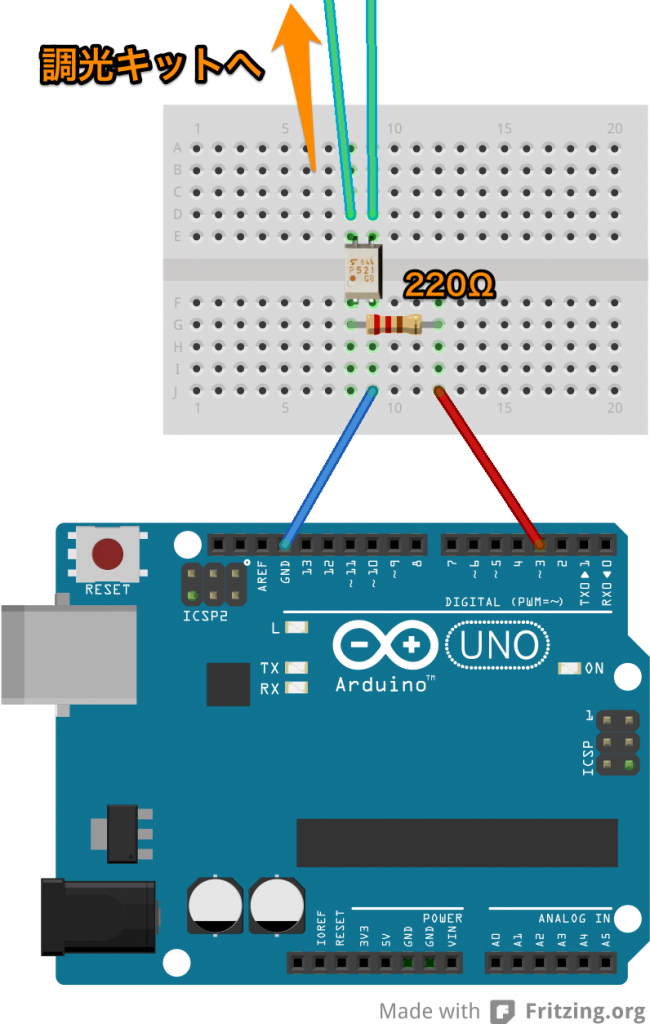 調光キットへ
1 5 10 15 20
A
B
C
D
E
P521
GB
220Ω
F
G
H
I
J
1 5 10 15 20
RESET
AREF
GND
13
12
~11
~10
~9
8
7
~6
~5
4
~3
2
TX0▶1
RX0◀0
ICSP2
DIGITAL (PWM=~)
L
TX
RX
UNO
Arduino™
ON
1
ICSP
POWER
ANALOG IN
IOREF
RESET
3V3
5V
GND
GND
VIN
A0
A1
A2
A3
A4
A5
Made with Fritzing.org